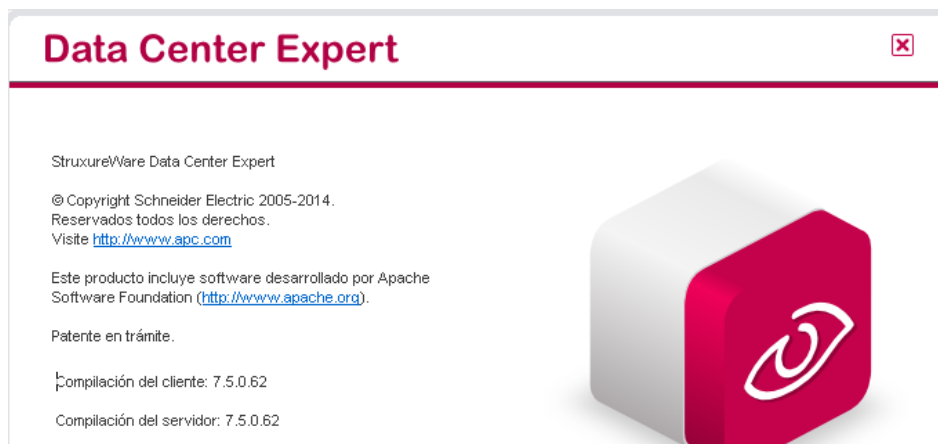 Data Center Expert
StruxureWare Data Center Expert
© Copyright Schneider Electric 2005-2014.
Reservados todos los derechos.
Visite http://www.apc.com
Este producto incluye software desarrollado por Apache
Software Foundation (http://www.apache.org).
Patente en trámite.
Compilación del cliente: 7.5.0.62
Compilación del servidor: 7.5.0.62